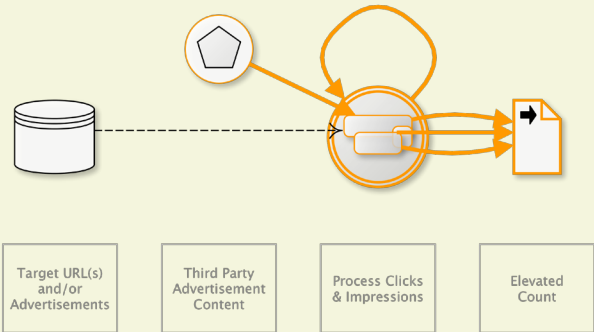 Target URL(s)
and/or
Advertisements
Third Party
Advertisement
Content
Process Clicks
& Impressions
Elevated
Count